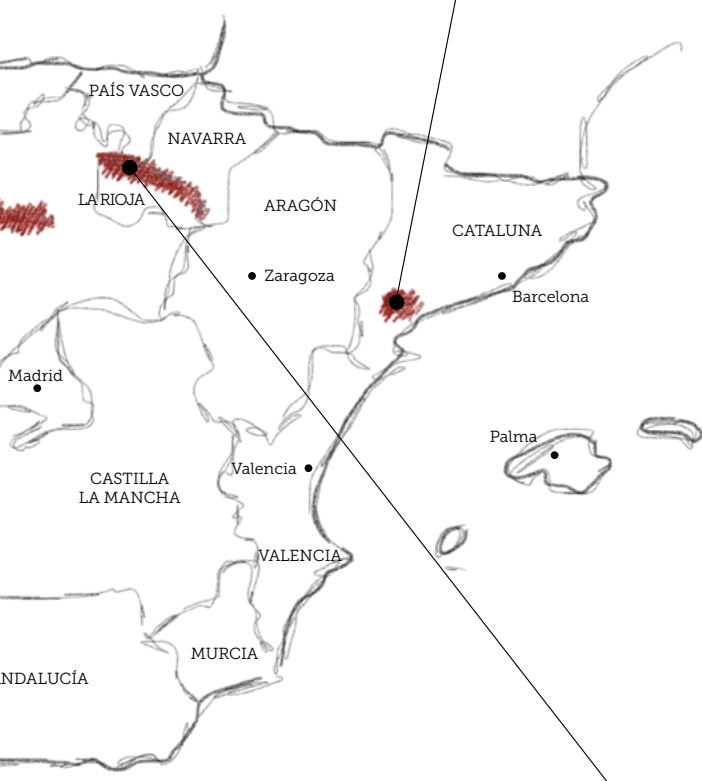 PAÍS VASCO
NAVARRA
LA RIOJA
ARAGÓN
CATALUNA
Zaragoza
Barcelona
Madrid
Palma
Valencia
CASTILLA
LA MANCHA
VALENCIA
MURCIA
NDALUCÍA